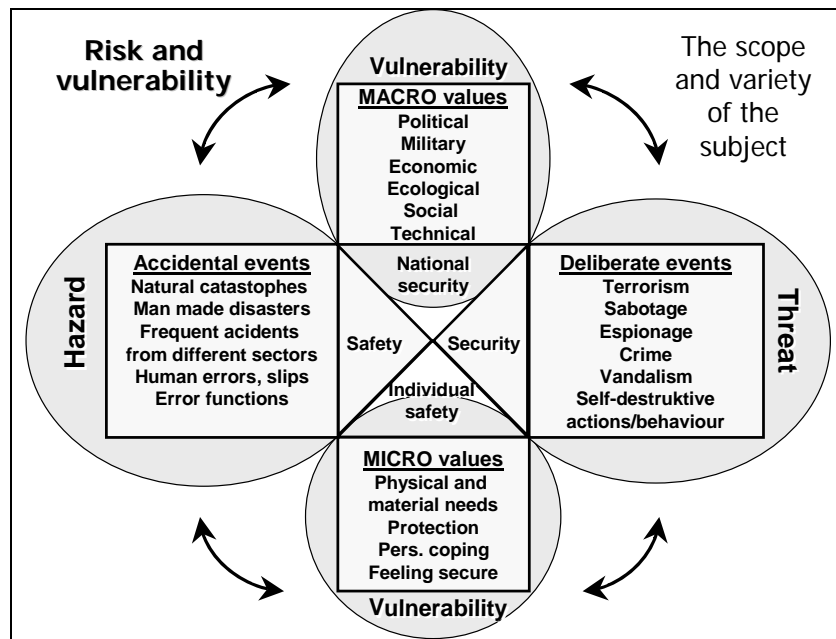 Risk and
vulnerability
The scope
and variety
of the
subject
Vulnerability
MACRO values
Political
Military
Economic
Ecological
Social
Technical
Hazard
Accidental events
Natural catastophes
Man made disasters
Frequent acidents
from different sectors
Human errors, slips
Error functions
National
security
Safety
Security
Individual
safety
Deliberate events
Terrorism
Sabotage
Espionage
Crime
Vandalism
Self-destruktive
actions/behaviour
Threat
MICRO values
Physical and
material needs
Protection
Pers. coping
Feeling secure
Vulnerability